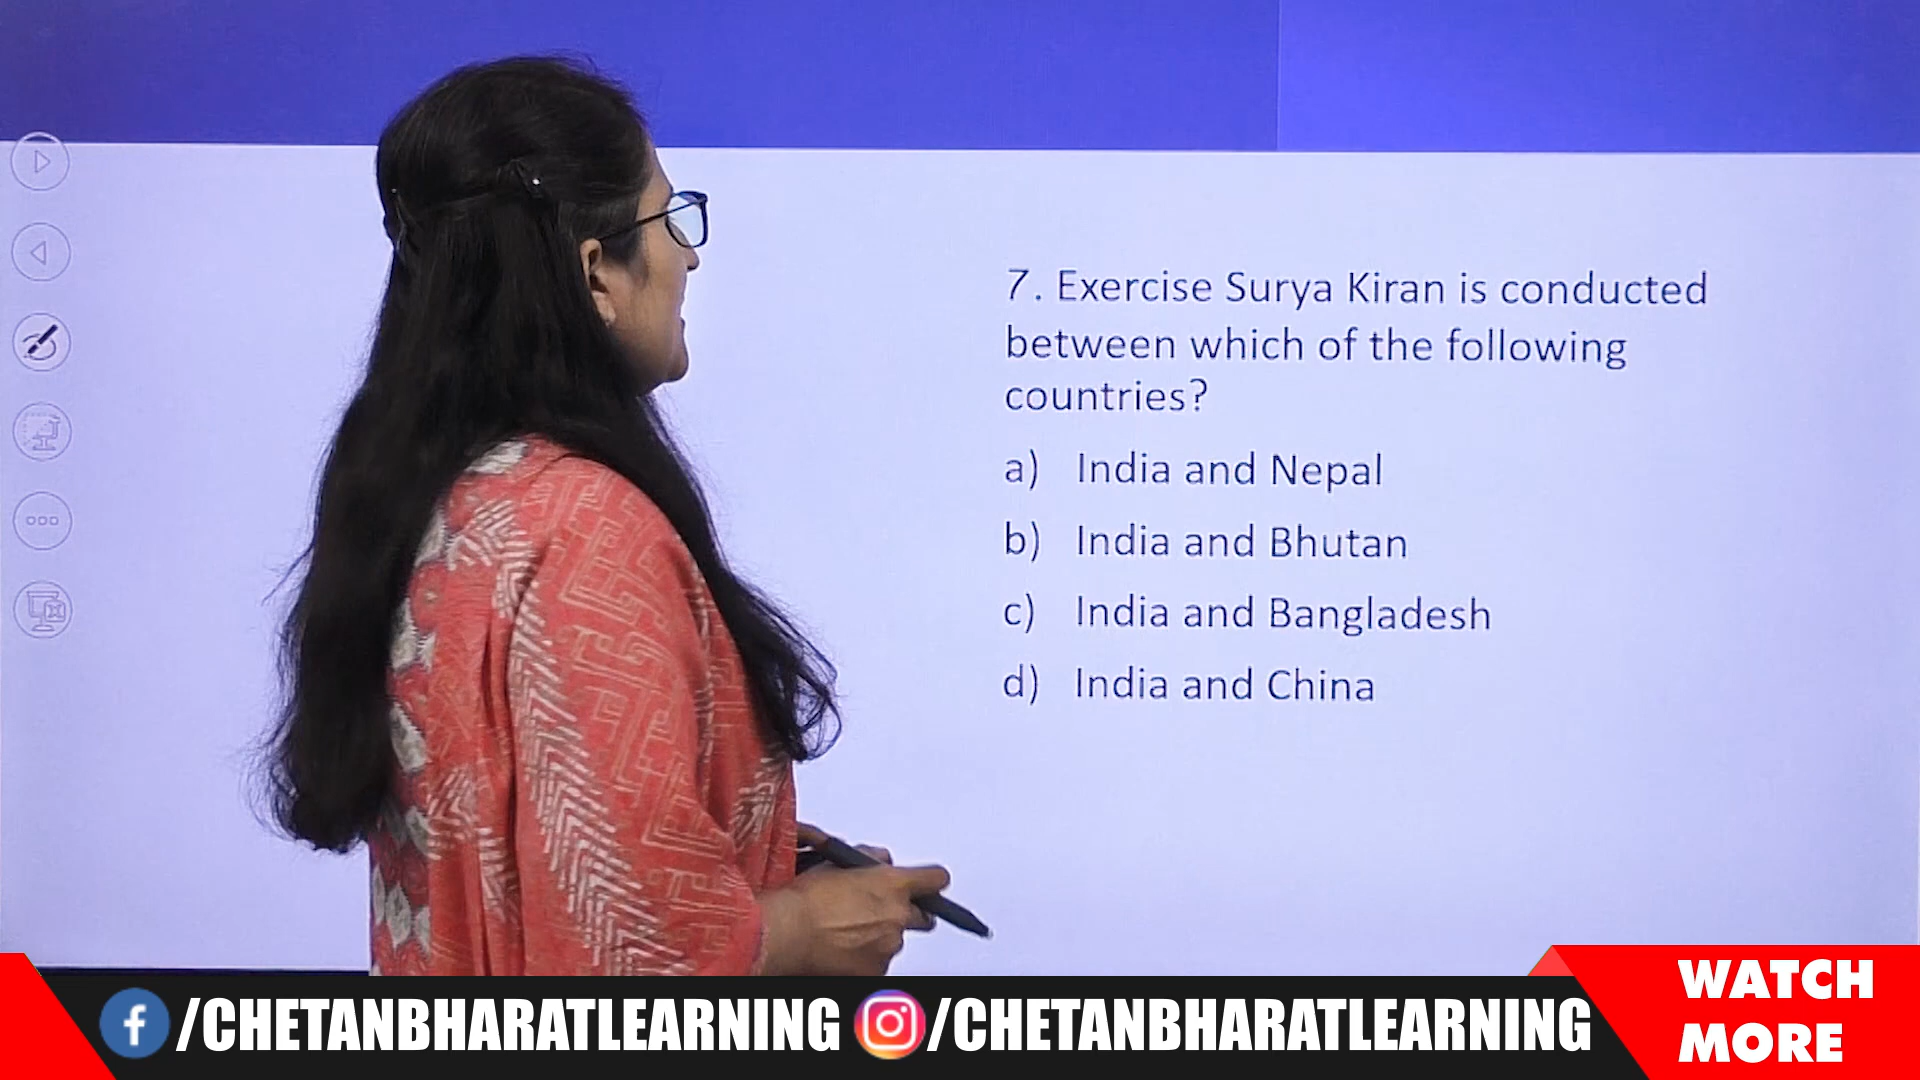 7. Exercise Surya Kiran is conducted
between which of the following
countries?
a) India and Nepal
b) India and Bhutan
c) India and Bangladesh
d) India and China
/CHETANBHARATLEARNING /CHETANBHARATLEARNING
WATCH
MORE